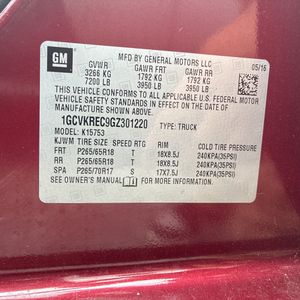 GM
MFD BY GENERAL MOTORS LLC
05/16
GVWR GAWR FRT GAWR RR
3266 KG 1792 KG 1792 KG
7200 LB 3950 LB 3950 LB
THIS VEHICLE CONFORMS TO ALL APPLICABLE
U.S. FEDERAL MOTOR VEHICLE SAFETY
STANDARDS IN EFFECT ON THE DATE OF
MANUFACTURE SHOWN ABOVE.
1GCVKREC9GZ301220 TYPE: TRUCK
K15753
KJWM TIRE SIZE SPEED RTG RIM COLD TIRE PRESSURE
FRT P265/65R18 T 18X8.5J 240KPA(35PSI)
RR P265/65R18 T 18X8.5J 240KPA(35PSI)
SPA P265/70R17 S 17X7.5J 240KPA(35PSI)
SEE OWNER'S MANUAL FOR MORE INFORMATION.